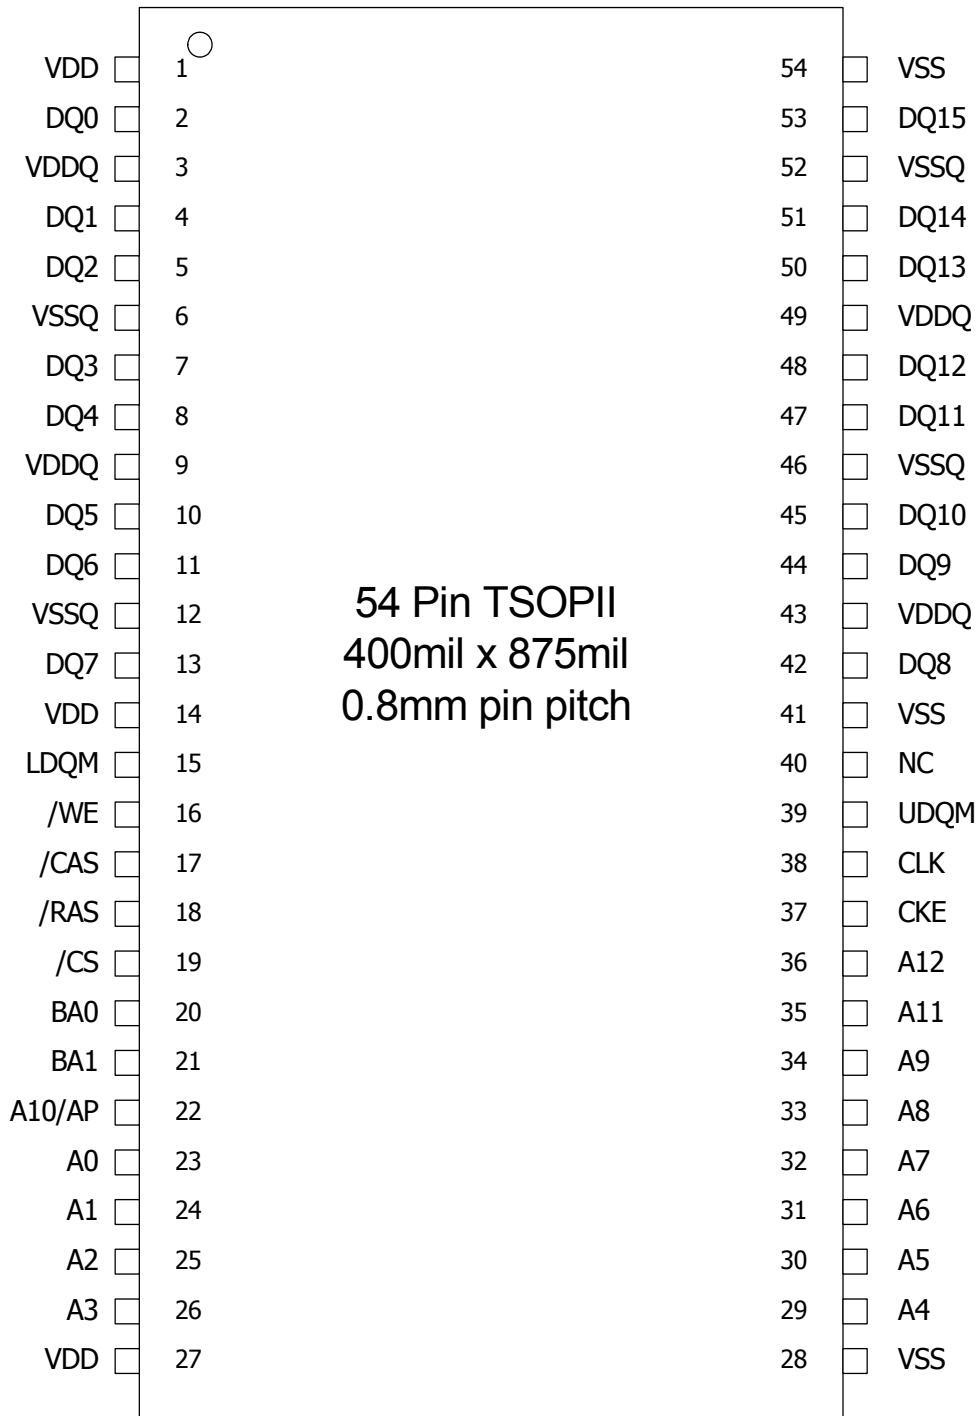 VDD 1 54 VSS
DQ0 2 53 DQ15
VDDQ 3 52 VSSQ
DQ1 4 51 DQ14
DQ2 5 50 DQ13
VSSQ 6 49 VDDQ
DQ3 7 48 DQ12
DQ4 8 47 DQ11
VDDQ 9 46 VSSQ
DQ5 10 45 DQ10
DQ6 11 44 DQ9
54 Pin TSOPII
VSSQ 12 43 VDDQ
400mil x 875mil
DQ7 13 42 DQ8
0.8mm pin pitch
VDD 14 41 VSS
LDQM 15 40 NC
/WE 16 39 UDQM
/CAS 17 38 CLK
/RAS 18 37 CKE
/CS 19 36 A12
BA0 20 35 A11
BA1 21 34 A9
A10/AP 22 33 A8
A0 23 32 A7
A1 24 31 A6
A2 25 30 A5
A3 26 29 A4
VDD 27 28 VSS